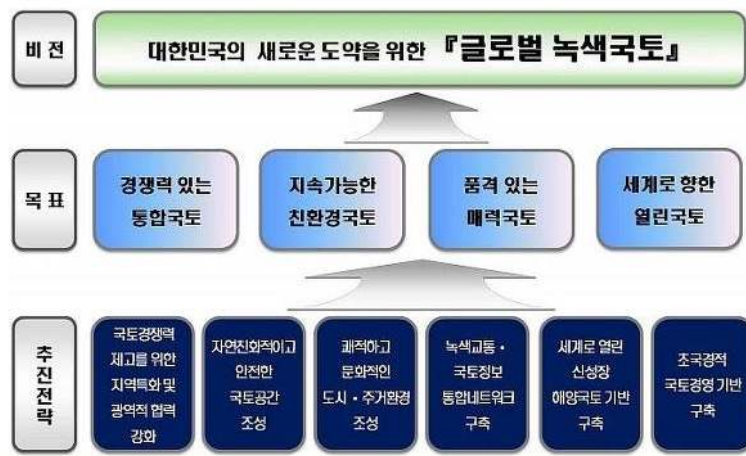 비 전
대한민국의 새로운 도약을 위한 『글로벌 녹색국토』
목 표
경쟁력 있는
통합국토
지속가능한
친환경국토
품격 있는
매력국토
세계로 향한
열린국토
추진전략
국토경쟁력
제고를 위한
지역특화 및
광역적 협력
강화
자연친화적이고
안전한
국토공간
조성
쾌적하고
문화적인
도시·주거환경
조성
녹색교통·
국토정보
통합네트워크
구축
세계로 열린
신성장
해양국토 기반
구축
초국경적
국토경영 기반
구축